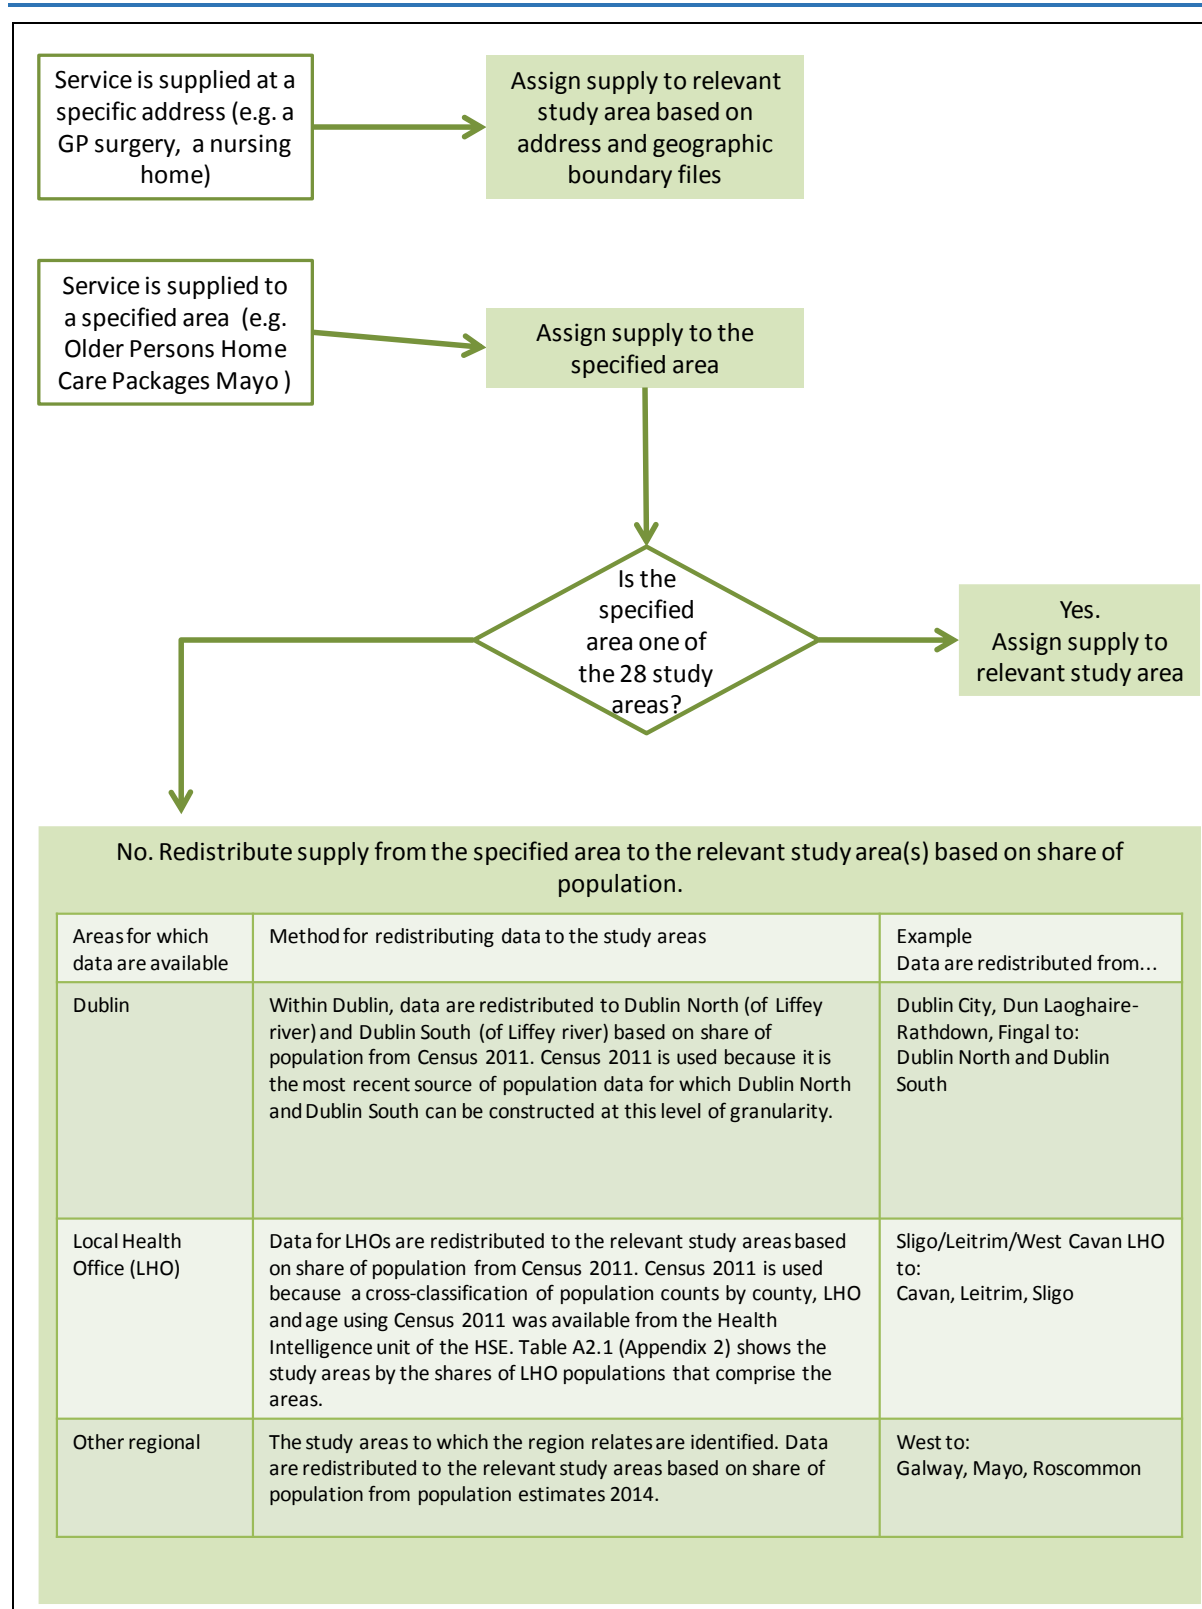 Service is supplied at a
specific address (e.g. a
GP surgery, a nursing
home)
Assign supply to relevant
study area based on
address and geographic
boundary files
Service is supplied to
a specified area (e.g.
Older Persons Home
Care Packages Mayo )
Assign supply to the
specified area
Is the
specified
area one of
the 28 study
areas?
Yes.
Assign supply to
relevant study area
No. Redistribute supply from the specified area to the relevant study area(s) based on share of
population.
Areas for which
data are available
Method for redistributing data to the study areas
Example
Data are redistributed from...
Dublin
Within Dublin, data are redistributed to Dublin North (of Liffey
river) and Dublin South (of Liffey river) based on share of
population from Census 2011. Census 2011 is used because it is
the most recent source of population data for which Dublin North
and Dublin South can be constructed at this level of granularity.
Dublin City, Dun Laoghaire-
Rathdown, Fingal to:
Dublin North and Dublin
South
Local Health
Office (LHO)
Data for LHOs are redistributed to the relevant study areas based
on share of population from Census 2011. Census 2011 is used
because a cross-classification of population counts by county, LHO
and age using Census 2011 was available from the Health
Intelligence unit of the HSE. Table A2.1 (Appendix 2) shows the
study areas by the shares of LHO populations that comprise the
areas.
Sligo/Leitrim/West Cavan LHO
to:
Cavan, Leitrim, Sligo
Other regional
The study areas to which the region relates are identified. Data
are redistributed to the relevant study areas based on share of
population from population estimates 2014.
West to:
Galway, Mayo, Roscommon